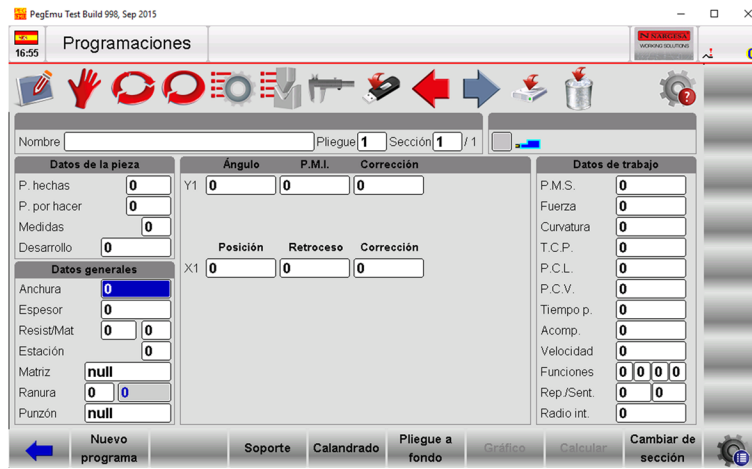 PegEmu Test Build 998, Sep 2015
16:55 Programaciones
NARGESA
WORKING SOLUTIONS
Nombre Pliegue 1 Sección 1 / 1
Datos de la pieza
P. hechas 0
P. por hacer 0
Medidas 0
Desarrollo 0
Datos generales
Anchura 0
Espesor 0
Resist/Mat 0 0
Estación 0
Matriz null
Ranura 0 0
Punzón null
Ángulo P.M.I. Corrección
Y1 0 0 0
Posición Retroceso Corrección
X1 0 0 0
Datos de trabajo
P.M.S. 0
Fuerza 0
Curvatura 0
T.C.P. 0
P.C.L. 0
P.C.V. 0
Tiempo p. 0
Acomp. 0
Velocidad 0
Funciones 0 0 0 0
Rep./Sent. 0 0
Radio int. 0
Nuevo
programa
Soporte
Calandrado
Pliegue a
fondo
Gráfico
Calcular
Cambiar de
sección